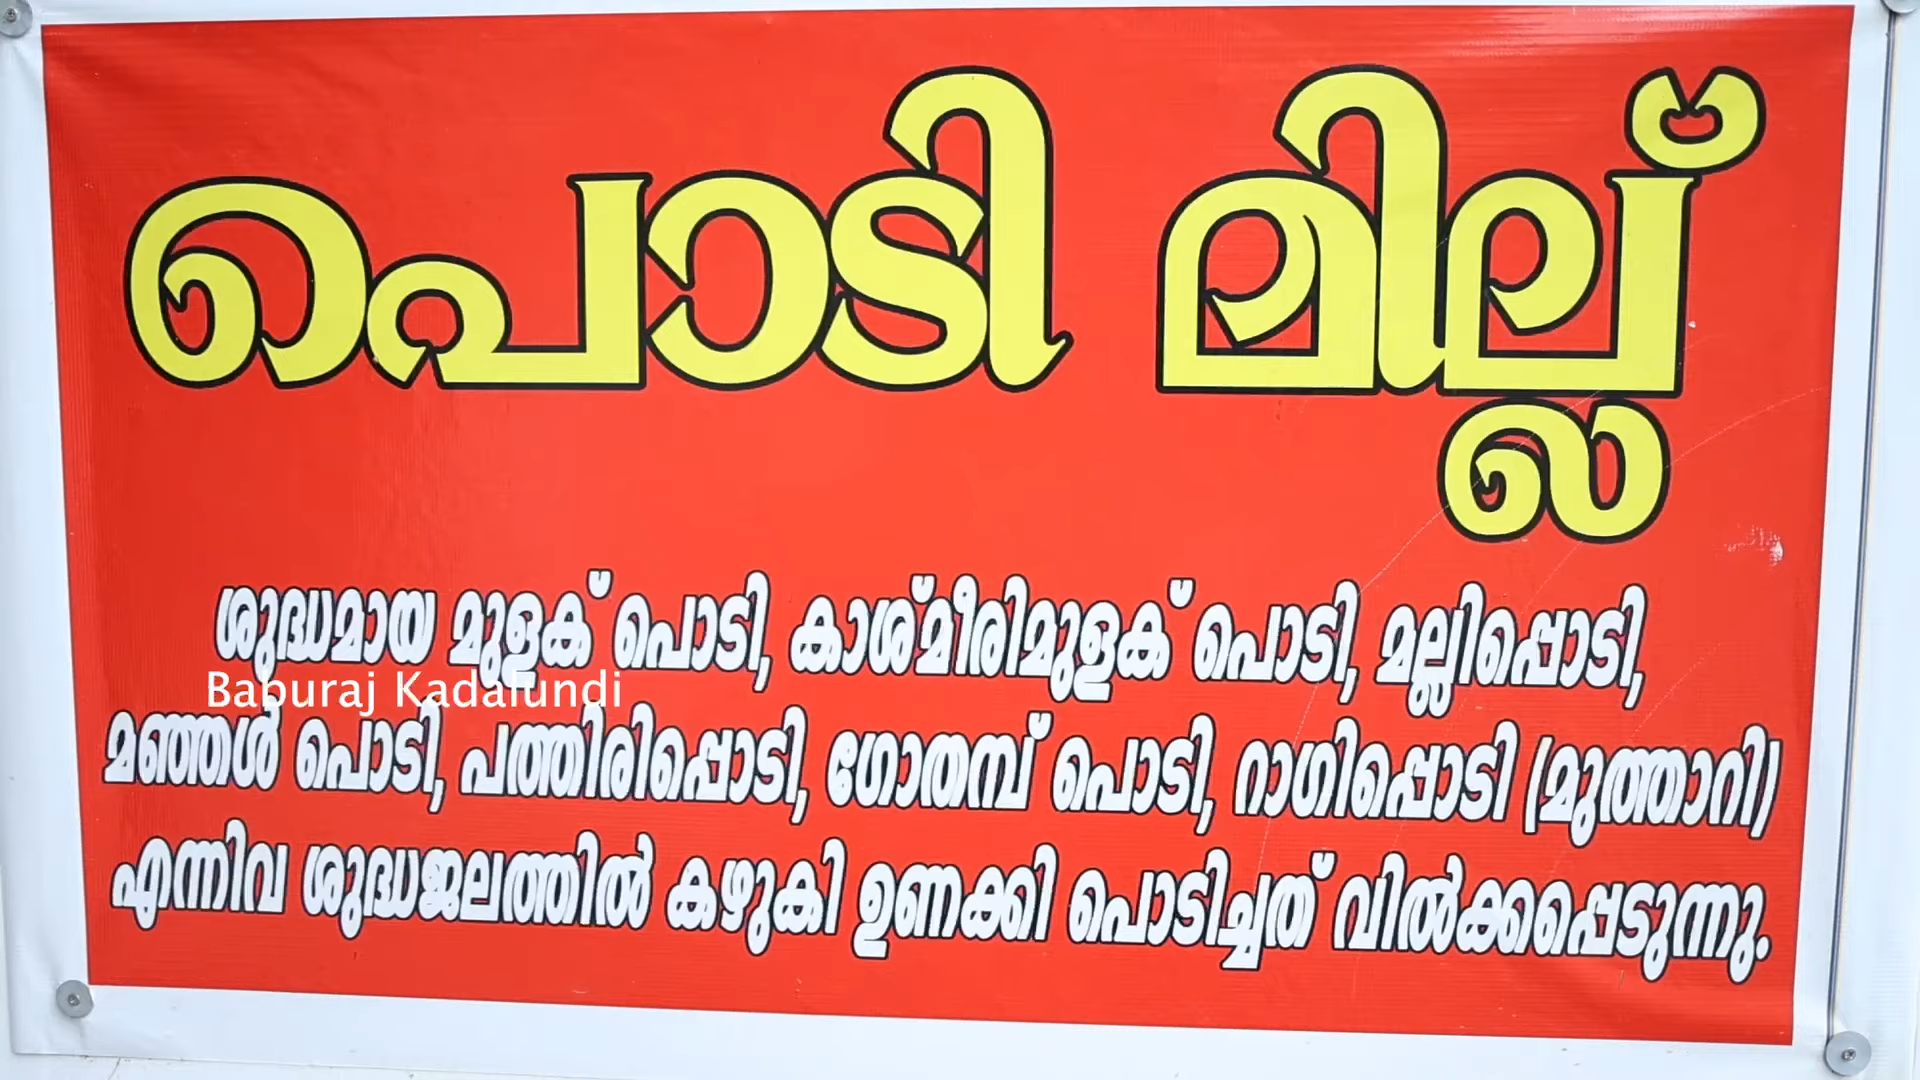 പൊടി മില്ല്
ശുദ്ധമായ മുളക് പൊടി, കാശ്മീരിമുളക് പൊടി, മല്ലിപ്പൊടി,
Baburaj Kadalundi
മഞ്ഞൾ പൊടി, പത്തിരിപ്പൊടി, ഗോതമ്പ് പൊടി, റാഗിപ്പൊടി (മുത്താറി)
എന്നിവ ശുദ്ധജലത്തിൽ കഴുകി ഉണക്കി പൊടിച്ചത് വിൽക്കപ്പെടുന്നു.